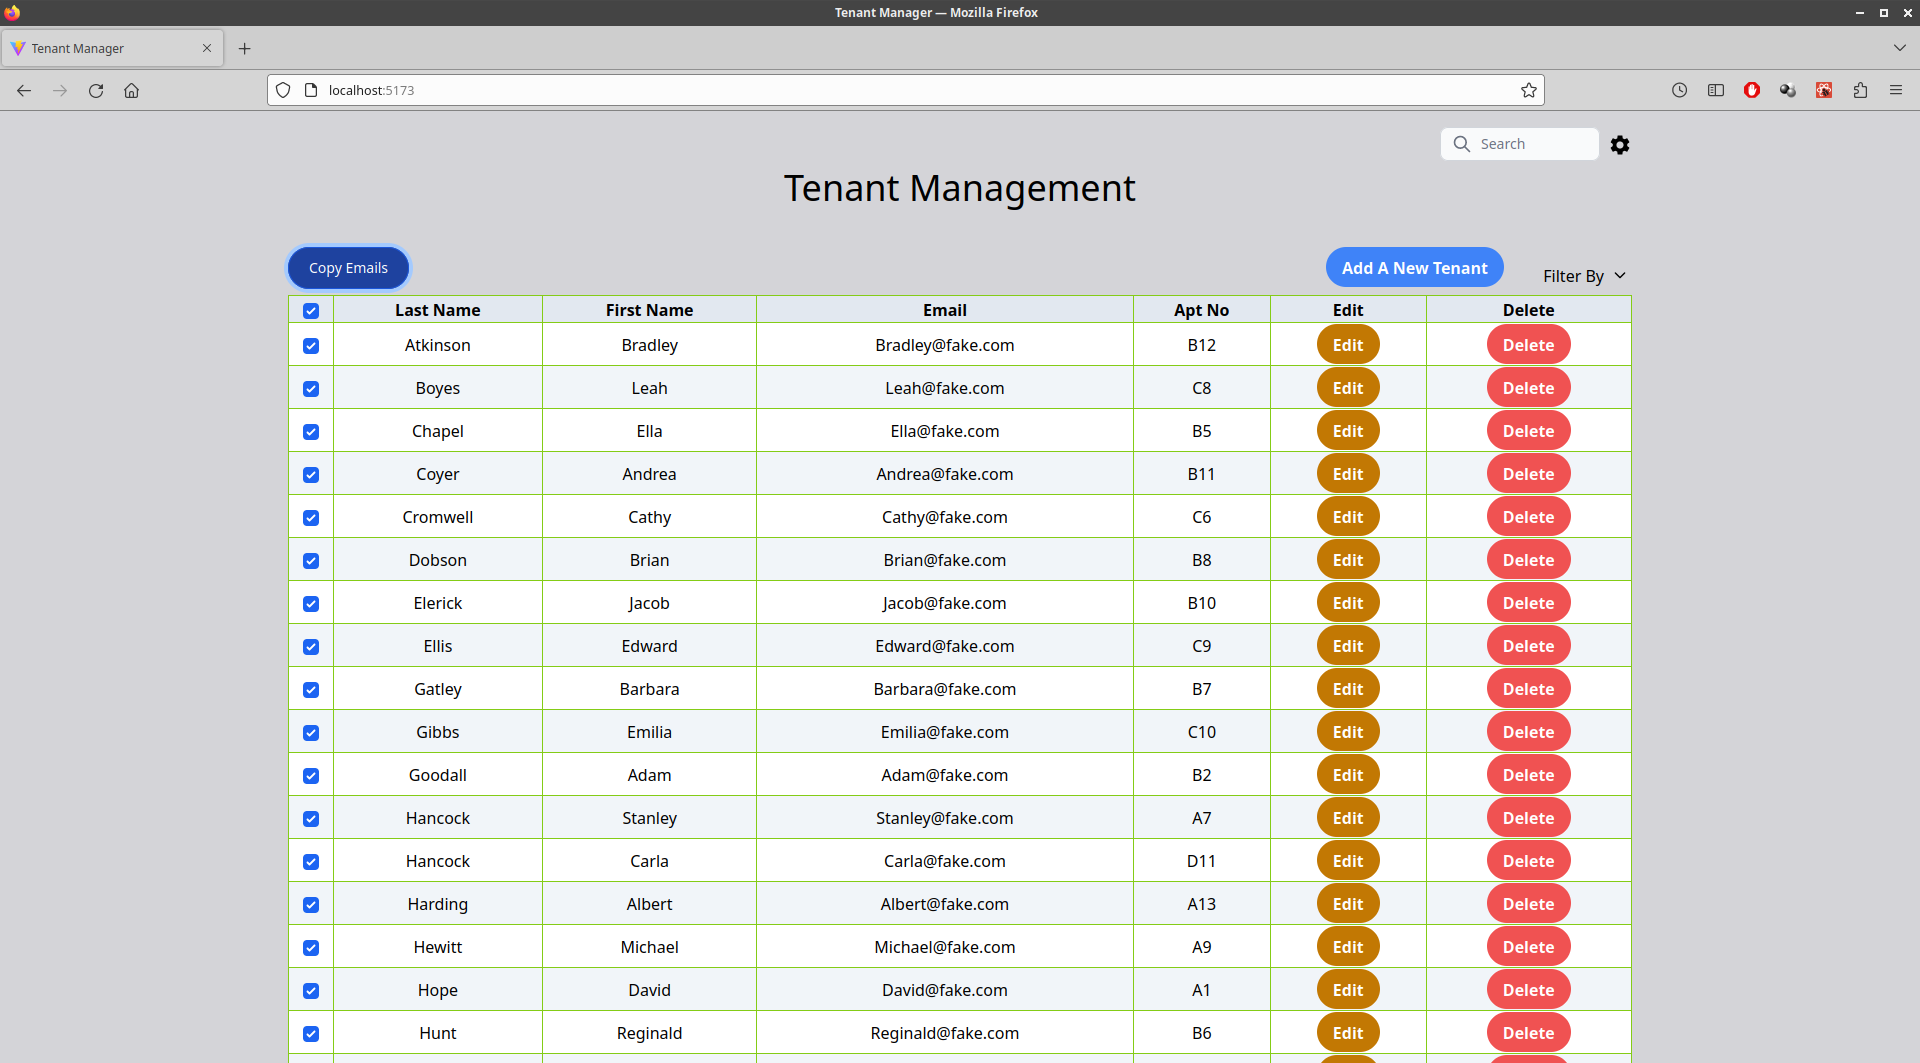 Tenant Manager — Mozilla Firefox
Tenant Manager
localhost:5173
Search
Tenant Management
Copy Emails
Add A New Tenant
Filter By
Last Name First Name Email Apt No Edit Delete
Atkinson Bradley Bradley@fake.com B12 Edit Delete
Boyes Leah Leah@fake.com C8 Edit Delete
Chapel Ella Ella@fake.com B5 Edit Delete
Coyer Andrea Andrea@fake.com B11 Edit Delete
Cromwell Cathy Cathy@fake.com C6 Edit Delete
Dobson Brian Brian@fake.com B8 Edit Delete
Elerick Jacob Jacob@fake.com B10 Edit Delete
Ellis Edward Edward@fake.com C9 Edit Delete
Gatley Barbara Barbara@fake.com B7 Edit Delete
Gibbs Emilia Emilia@fake.com C10 Edit Delete
Goodall Adam Adam@fake.com B2 Edit Delete
Hancock Stanley Stanley@fake.com A7 Edit Delete
Hancock Carla Carla@fake.com D11 Edit Delete
Harding Albert Albert@fake.com A13 Edit Delete
Hewitt Michael Michael@fake.com A9 Edit Delete
Hope David David@fake.com A1 Edit Delete
Hunt Reginald Reginald@fake.com B6 Edit Delete